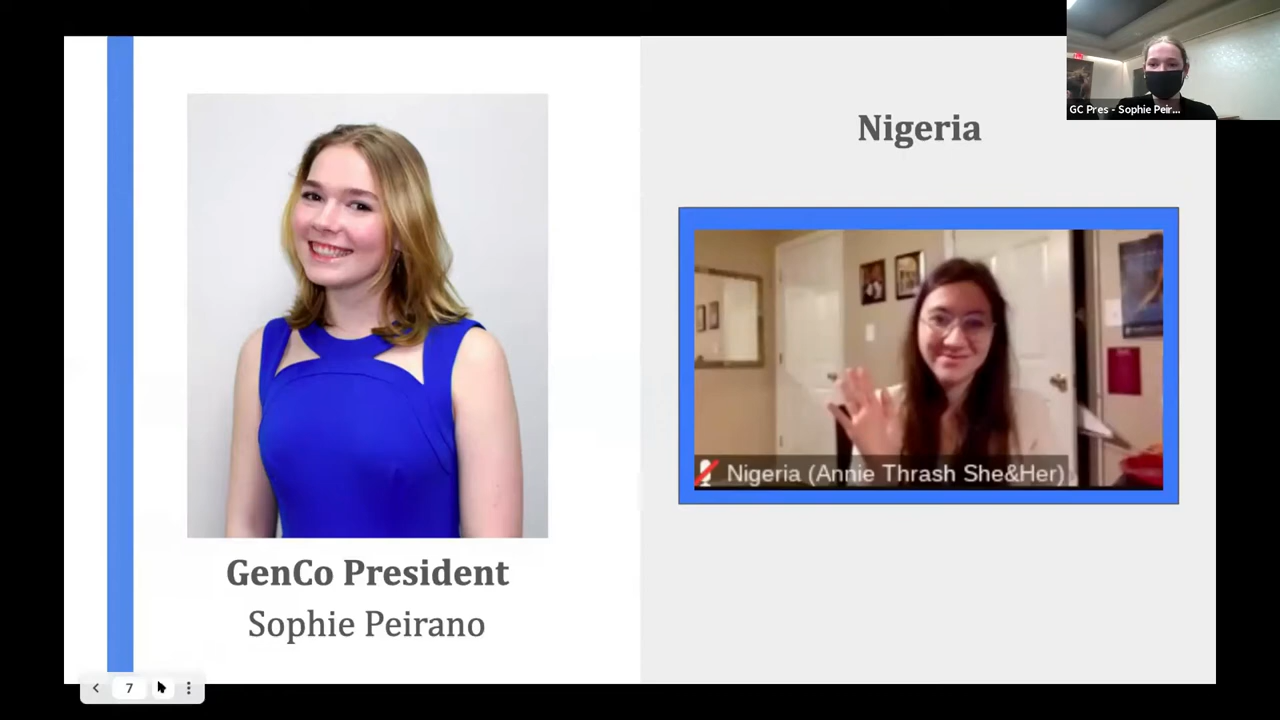 GC Pres - Sophie Peir...
Nigeria
Nigeria (Annie Thrash She&Her)
GenCo President
Sophie Peirano
7